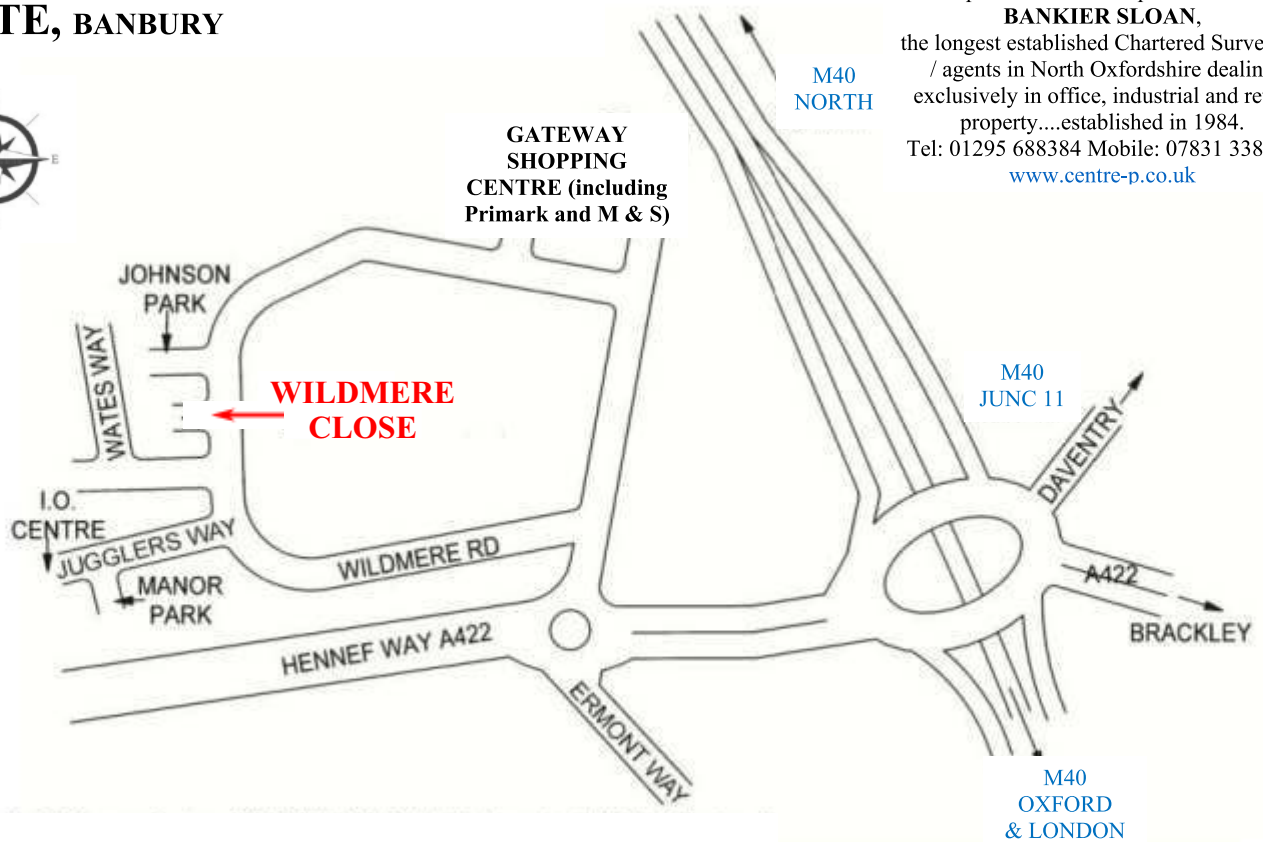 TE, BANBURY
BANKIER SLOAN,
the longest established Chartered Surve
/ agents in North Oxfordshire dealin
exclusively in office, industrial and re
property....established in 1984.
Tel: 01295 688384 Mobile: 07831 338
www.centre-p.co.uk
M40
NORTH
GATEWAY
SHOPPING
CENTRE (including
Primark and M & S)
E
JOHNSON
PARK
WATES WAY
WILDMERE
CLOSE
M40
JUNC 11
DAVENTRY
I.O.
CENTRE
JUGGLERS WAY
MANOR
PARK
WILDMERE RD
HENNEF WAY A422
A422
BRACKLEY
ERMONT WAY
M40
OXFORD
& LONDON